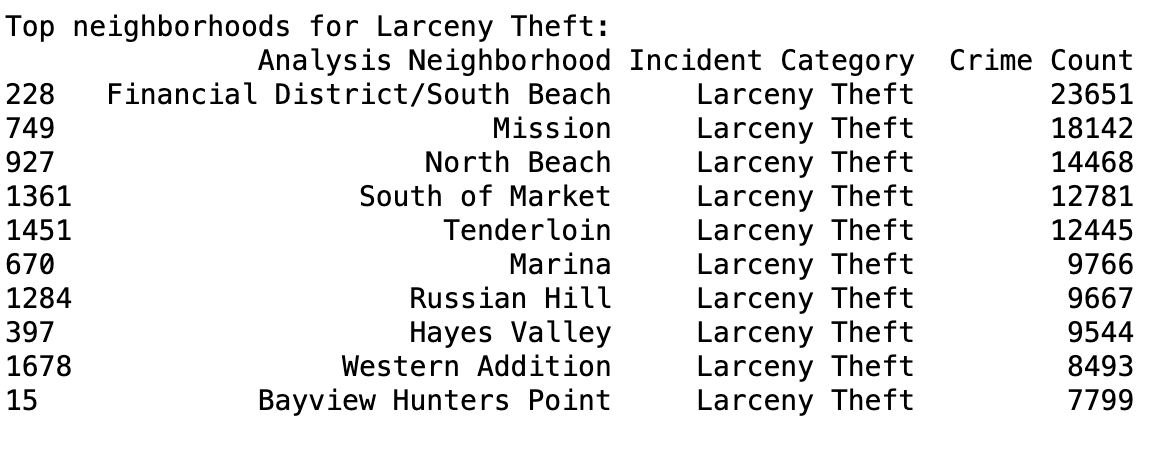 Top neighborhoods for Larceny Theft:
Analysis Neighborhood Incident Category Crime Count
228 Financial District/South Beach Larceny Theft 23651
749 Mission Larceny Theft 18142
927 North Beach Larceny Theft 14468
1361 South of Market Larceny Theft 12781
1451 Tenderloin Larceny Theft 12445
670 Marina Larceny Theft 9766
1284 Russian Hill Larceny Theft 9667
397 Hayes Valley Larceny Theft 9544
1678 Western Addition Larceny Theft 8493
15 Bayview Hunters Point Larceny Theft 7799